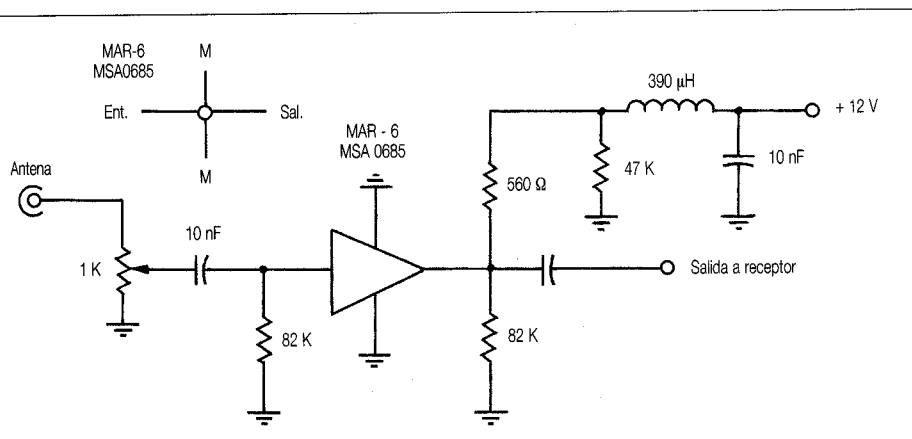 MAR-6
MSA0685
M
Ent.
Sal.
M
Antena
1 K
10 nF
82 K
MAR - 6
MSA 0685
560 Ω
47 K
390 µH
+ 12 V
10 nF
Salida a receptor
82 K